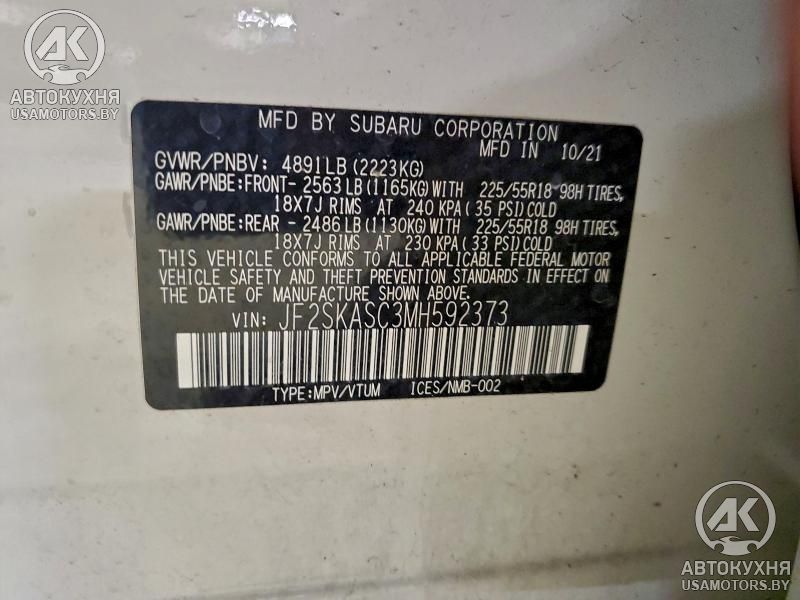 AK
АВТОКУХНЯ
USAMOTORS.BY
MFD BY SUBARU CORPORATION
MFD IN 10/21
GVWR/PNBV: 4891LB (2223KG)
GAWR/PNBE:FRONT- 2563LB (1165KG) WITH 225/55R18 98H TIRES,
18X7J RIMS AT 240 KPA (35 PSI) COLD
GAWR/PNBE:REAR - 2486LB (1130KG) WITH 225/55R18 98H TIRES,
18X7J RIMS AT 230 KPA (33 PSI) COLD
THIS VEHICLE CONFORMS TO ALL APPLICABLE FEDERAL MOTOR
VEHICLE SAFETY AND THEFT PREVENTION STANDARDS IN EFFECT ON
THE DATE OF MANUFACTURE SHOWN ABOVE.
VIN: JF2SKASC3MH592373
TYPE:MPV/VTUM ICES/NMB-002
AK
АВТОКУХНЯ
USAMOTORS.BY